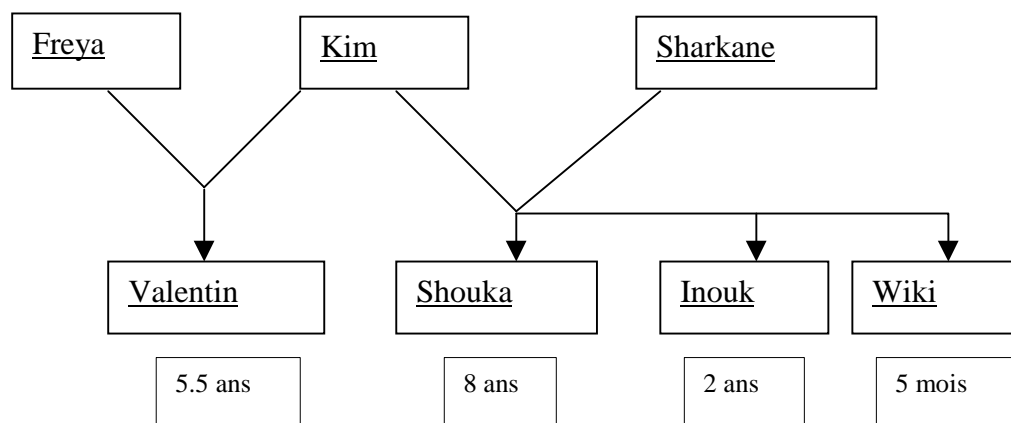 Freya
Kim
Sharkane
Valentin
Shouka
Inouk
Wiki
5.5 ans
8 ans
2 ans
5 mois